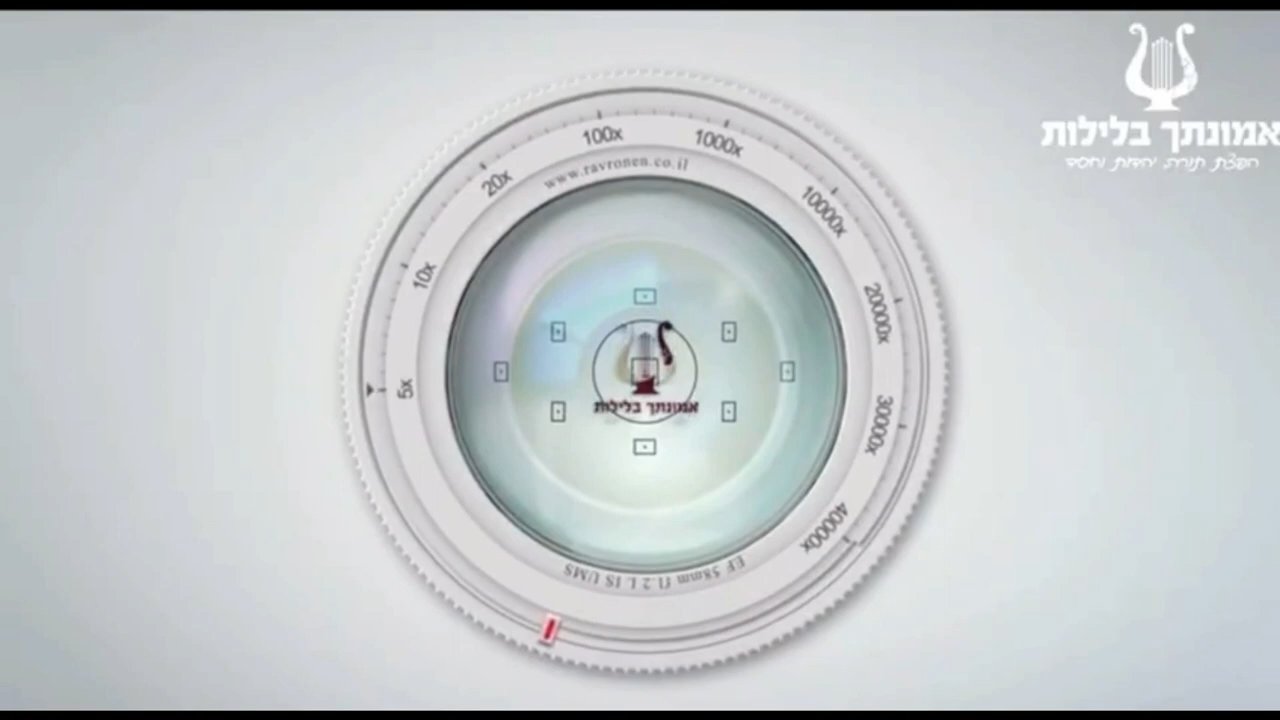 אמונתך בלילות
הפצת תורה יהדות וחסד
5x
10x
20x
100x
1000x
10000x
20000x
30000x
40000x
www.ravronen.co.il
אמונתך בלילות
EF 58mm f1.2 L IS UMS